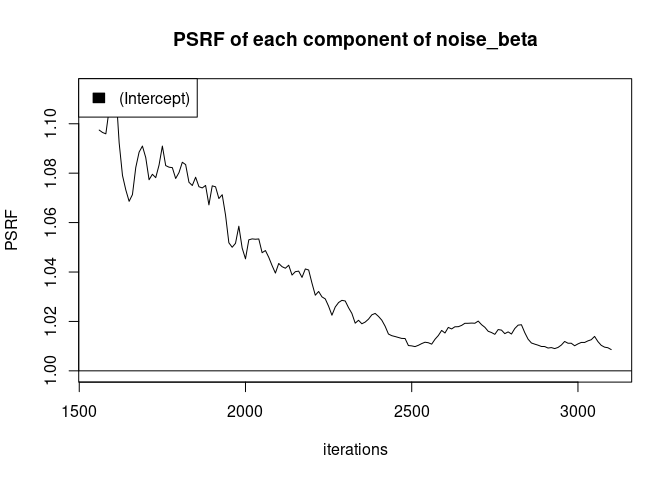 PSRF of each component of noise_beta
(Intercept)
1.10
1.08
1.06
1.04
1.02
1.00
PSRF
1500 2000 2500 3000
iterations